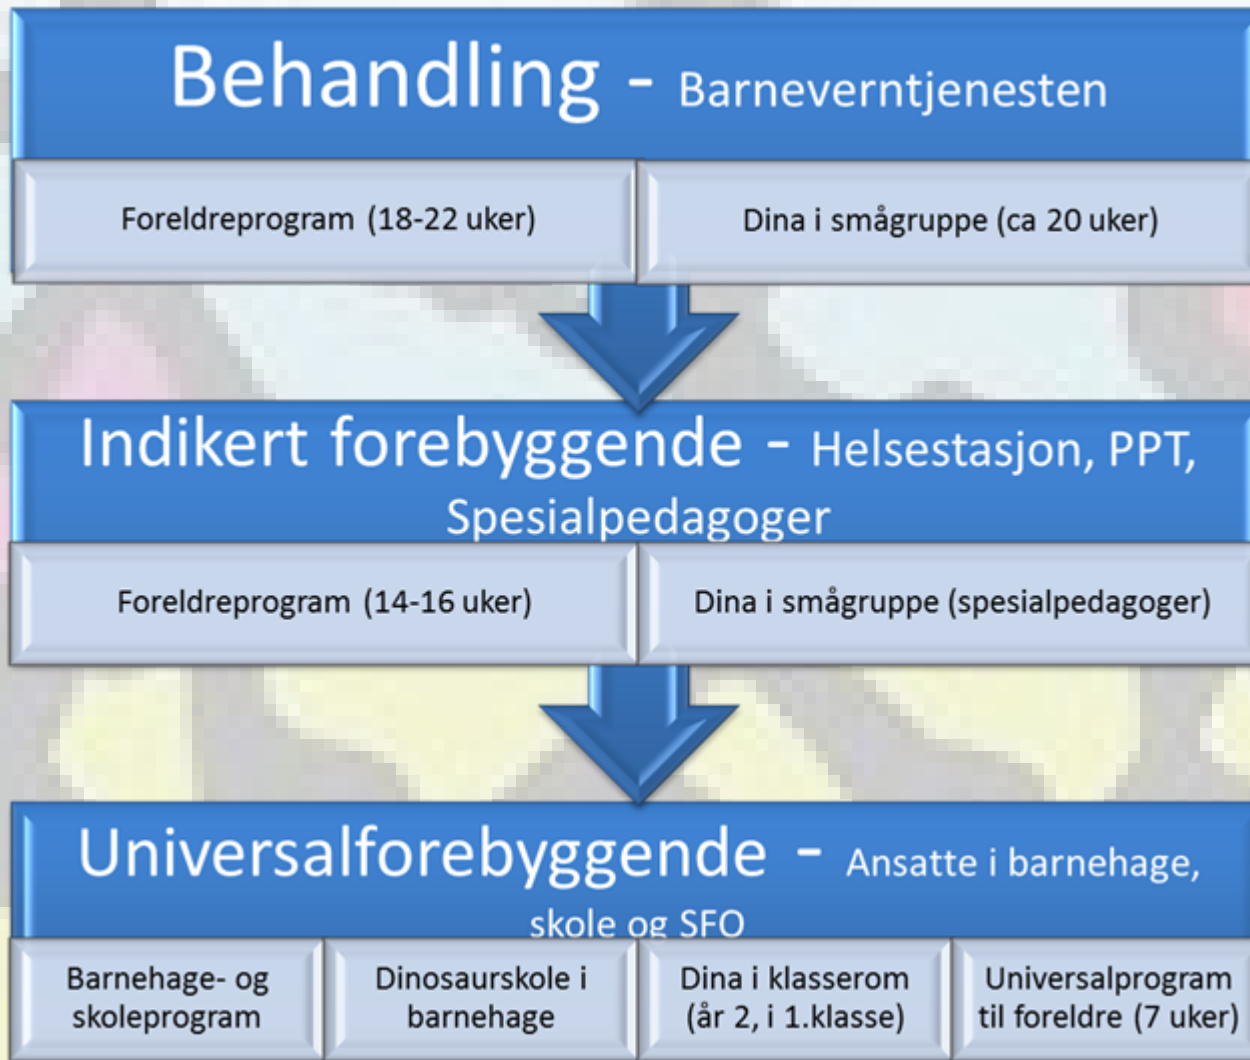 Behandling - Barneverntjenesten
Foreldreprogram (18-22 uker)
Dina i smågruppe (ca 20 uker)
Indikert forebyggende - Helsestasjon, PPT,
Spesialpedagoger
Foreldreprogram (14-16 uker)
Dina i smågruppe (spesialpedagoger)
Universalforebyggende - Ansatte i barnehage,
skole og SFO
Barnehage- og
skoleprogram
Dinosaurskole i
barnehage
Dina i klasserom
(år 2, i 1.klasse)
Universalprogram
til foreldre (7 uker)